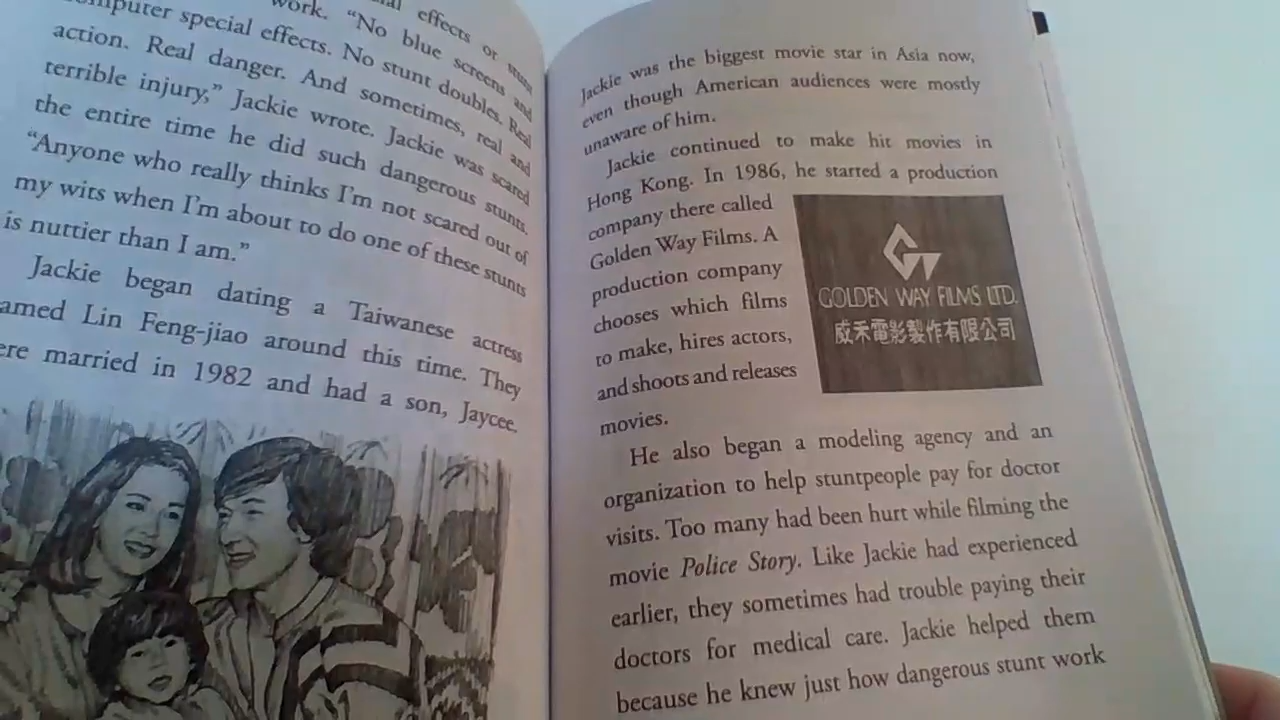 effects or stunt
work. "No blue screens and
computer special effects. No stunt doubles. Real
action. Real danger. And sometimes, real and
terrible injury," Jackie wrote. Jackie was scared
the entire time he did such dangerous stunts.
"Anyone who really thinks I'm not scared out of
my wits when I'm about to do one of these stunts
is nuttier than I am."
Jackie began dating a Taiwanese actress
amed Lin Feng-jiao around this time. They
ere married in 1982 and had a son, Jaycee.
Jackie was the biggest movie star in Asia now,
even though American audiences were mostly
unaware of him.
Jackie continued to make hit movies in
Hong Kong. In 1986, he started a production
company there called
Golden Way Films. A
production company
chooses which films
to make, hires actors,
and shoots and releases
movies.
GOLDEN WAY FILMS LTD.
威禾電影製作有限公司
He also began a modeling agency and an
organization to help stuntpeople pay for doctor
visits. Too many had been hurt while filming the
movie Police Story. Like Jackie had experienced
earlier, they sometimes had trouble paying their
doctors for medical care. Jackie helped them
because he knew just how dangerous stunt work